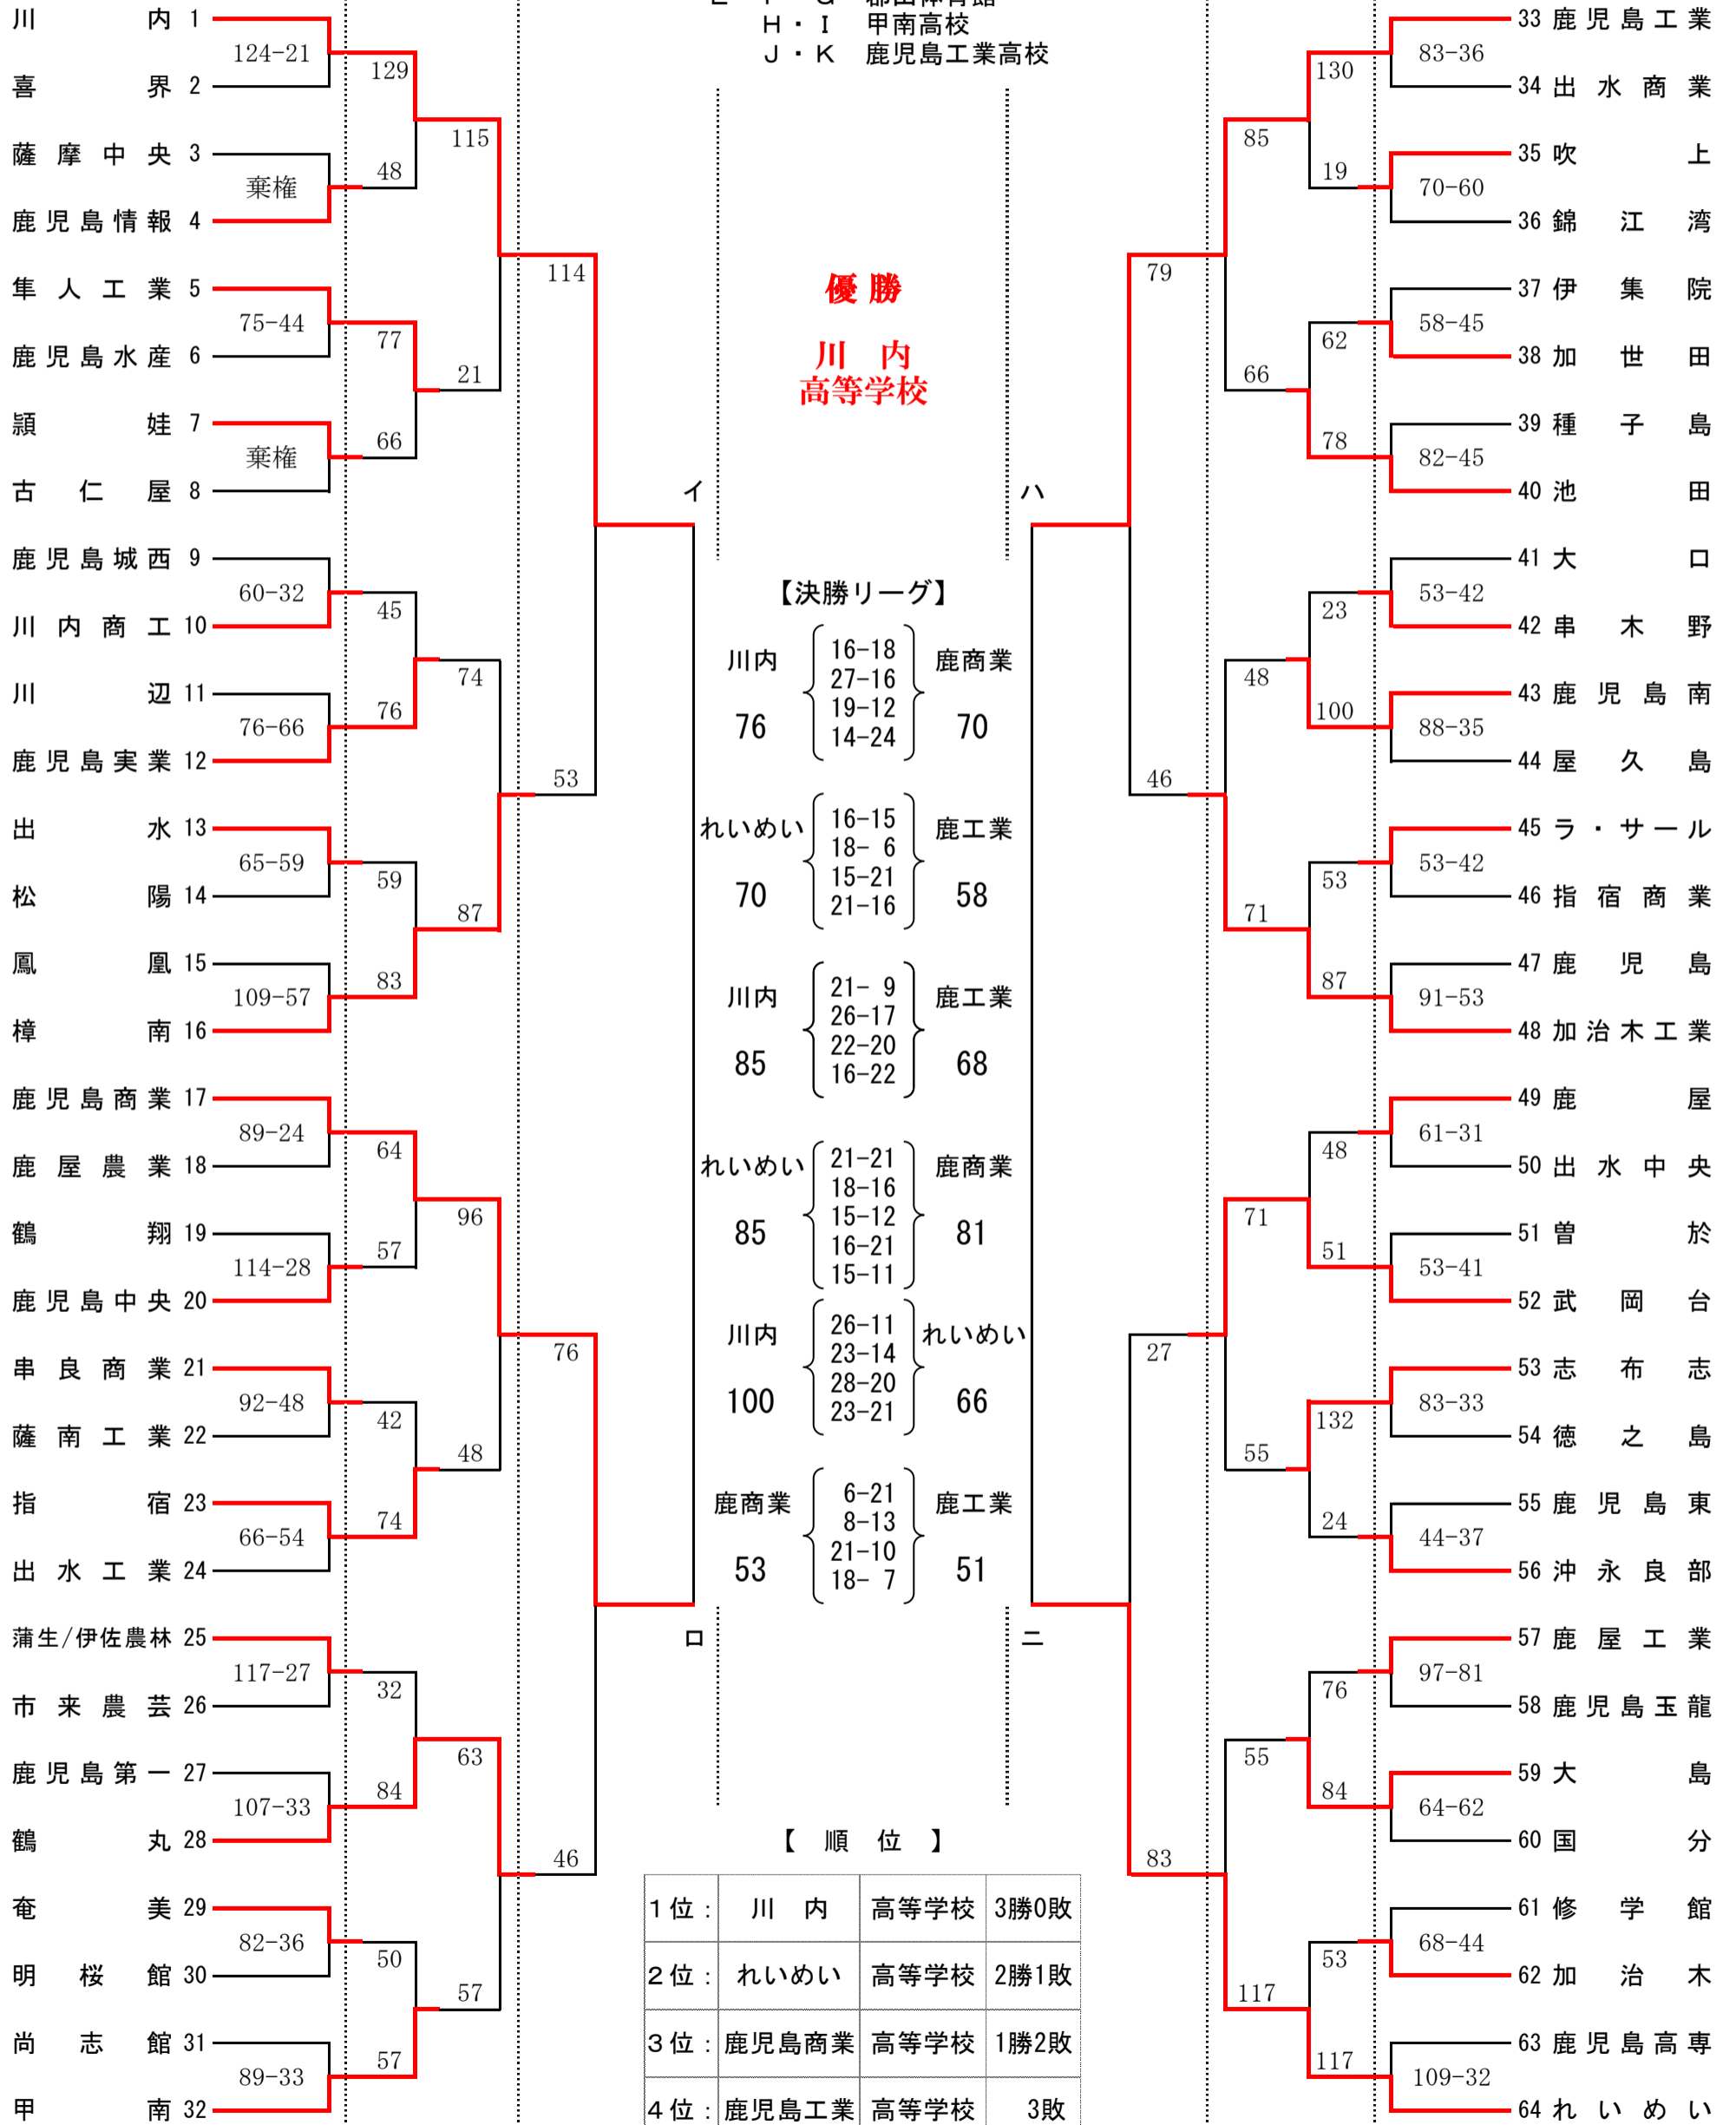 H・I 甲南高校
J・K 鹿児島工業高校
川内 1
124-21
喜界 2
129
薩摩中央 3
棄権
鹿児島情報 4
48
115
隼人工業 5
75-44
鹿児島水産 6
77
頴娃 7
棄権
古仁屋 8
66
21
114
鹿児島城西 9
60-32
川内商工 10
45
川辺 11
76-66
鹿児島実業 12
76
74
出水 13
65-59
松陽 14
59
鳳凰 15
109-57
樟南 16
83
87
53
イ
鹿児島商業 17
89-24
鹿屋農業 18
64
鶴翔 19
114-28
鹿児島中央 20
57
96
串良商業 21
92-48
薩南工業 22
42
指宿 23
66-54
出水工業 24
74
48
76
蒲生/伊佐農林 25
117-27
市来農芸 26
32
鹿児島第一 27
107-33
鶴丸 28
84
63
奄美 29
82-36
明桜館 30
50
尚志館 31
89-33
甲南 32
57
57
46
ロ
優勝
川内
高等学校
【決勝リーグ】
川内 76
16-18
27-16
19-12
14-24
鹿商業 70
れいめい 70
16-15
18- 6
15-21
21-16
鹿工業 58
川内 85
21- 9
26-17
22-20
16-22
鹿工業 68
れいめい 85
21-21
18-16
15-12
16-21
15-11
鹿商業 81
川内 100
26-11
23-14
28-20
23-21
れいめい 66
鹿商業 53
6-21
8-13
21-10
18- 7
鹿工業 51
【 順 位 】
1位: 川内 高等学校 3勝0敗
2位: れいめい 高等学校 2勝1敗
3位: 鹿児島商業 高等学校 1勝2敗
4位: 鹿児島工業 高等学校 3敗
33 鹿児島工業
83-36
34 出水商業
130
35 吹上
70-60
36 錦江湾
19
85
37 伊集院
58-45
38 加世田
62
39 種子島
82-45
40 池田
78
66
79
41 大口
53-42
42 串木野
23
43 鹿児島南
88-35
44 屋久島
100
48
45 ラ・サール
53-42
46 指宿商業
53
47 鹿児島
91-53
48 加治木工業
87
71
46
ハ
49 鹿屋
61-31
50 出水中央
48
51 曽於
53-41
52 武岡台
51
71
53 志布志
83-33
54 徳之島
132
55 鹿児島東
44-37
56 沖永良部
24
55
27
57 鹿屋工業
97-81
58 鹿児島玉龍
76
59 大島
64-62
60 国分
84
55
61 修学館
68-44
62 加治木
53
63 鹿児島高専
109-32
64 れいめい
117
117
83
ニ